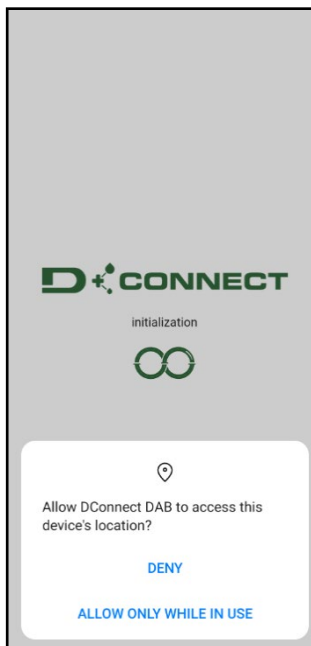 D+CONNECT
initialization
Allow DConnect DAB to access this
device's location?
DENY
ALLOW ONLY WHILE IN USE